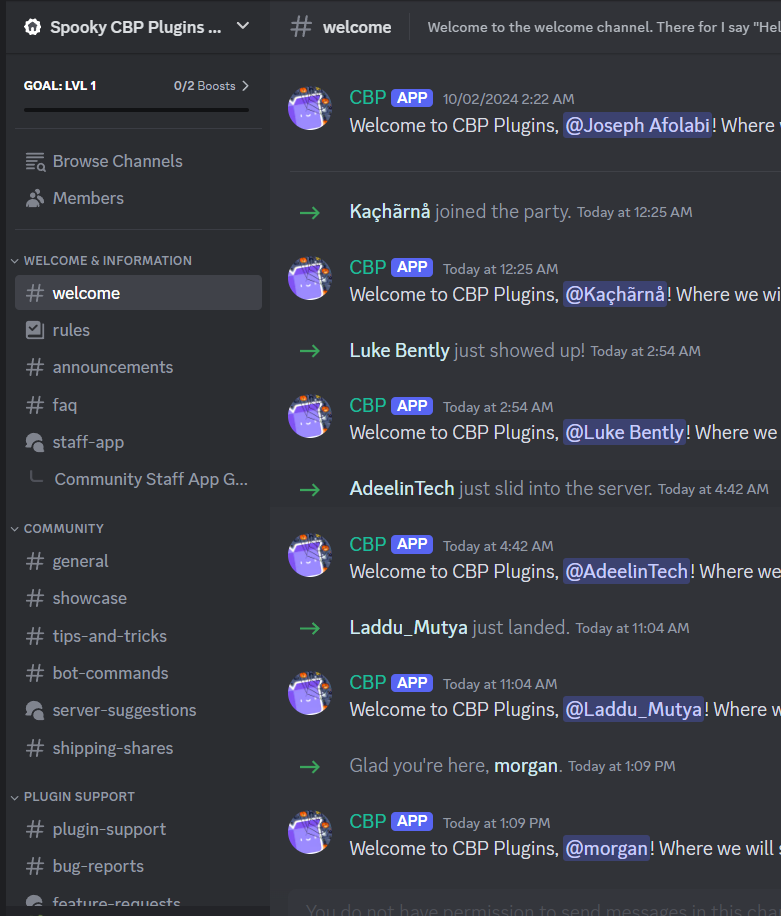 Spooky CBP Plugins ...
GOAL: LVL 1
0/2 Boosts
Browse Channels
Members
WELCOME & INFORMATION
welcome
rules
announcements
faq
staff-app
Community Staff App G...
COMMUNITY
general
showcase
tips-and-tricks
bot-commands
server-suggestions
shipping-shares
PLUGIN SUPPORT
plugin-support
bug-reports
feature-requests
welcome
Welcome to the welcome channel. There for I say "Hel
CBP APP 10/02/2024 2:22 AM
Welcome to CBP Plugins, @Joseph Afolabi! Where
Kaçhãrnå joined the party. Today at 12:25 AM
CBP APP Today at 12:25 AM
Welcome to CBP Plugins, @Kaçhãrnå! Where we wi
Luke Bently just showed up! Today at 2:54 AM
CBP APP Today at 2:54 AM
Welcome to CBP Plugins, @Luke Bently! Where we
AdeelinTech just slid into the server. Today at 4:42 AM
CBP APP Today at 4:42 AM
Welcome to CBP Plugins, @AdeelinTech! Where we
Laddu_Mutya just landed. Today at 11:04 AM
CBP APP Today at 11:04 AM
Welcome to CBP Plugins, @Laddu_Mutya! Where w
Glad you're here, morgan. Today at 1:09 PM
CBP APP Today at 1:09 PM
Welcome to CBP Plugins, @morgan! Where we will s
You do not have permission to send messages in this cha